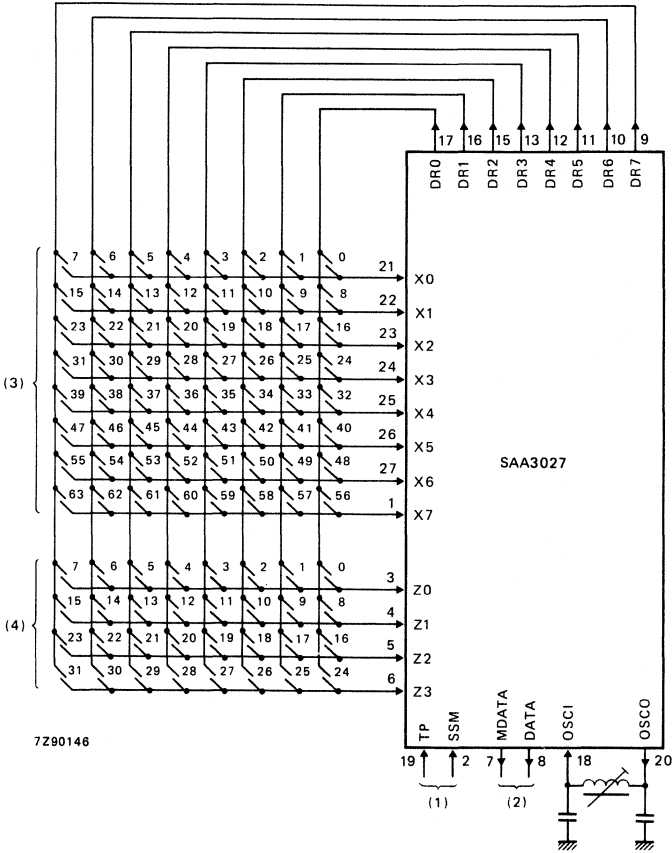 17 16 15 13 12 11 10 9
DR0 DR1 DR2 DR3 DR4 DR5 DR6 DR7
7 6 5 4 3 2 1 0 21 X0
15 14 13 12 11 10 9 8 22 X1
23 22 21 20 19 18 17 16 23 X2
31 30 29 28 27 26 25 24 24 X3
(3)
39 38 37 36 35 34 33 32 25 X4
47 46 45 44 43 42 41 40 26 X5
SAA3027
55 54 53 52 51 50 49 48 27 X6
63 62 61 60 59 58 57 56 1 X7
7 6 5 4 3 2 1 0 3 Z0
15 14 13 12 11 10 9 8 4 Z1
(4)
23 22 21 20 19 18 17 16 5 Z2
31 30 29 28 27 26 25 24 6 Z3
7Z90146
TP SSM MDATA DATA OSCI OSCO
19 2 7 8 18 20
(1) (2)